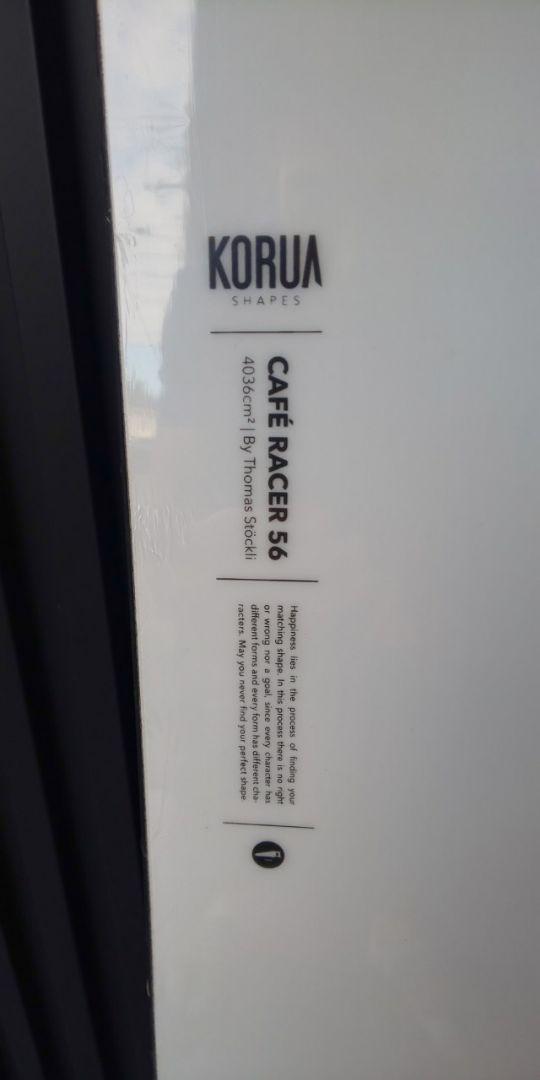 KORUA
SHAPES
CAFÉ RACER 56
4036cm² | By Thomas Stöckli
Happiness lies in the process of finding your
matching shape. In this process there is no right
or wrong nor a goal, since every character has
different forms and every form has different cha-
racters. May you never find your perfect shape.